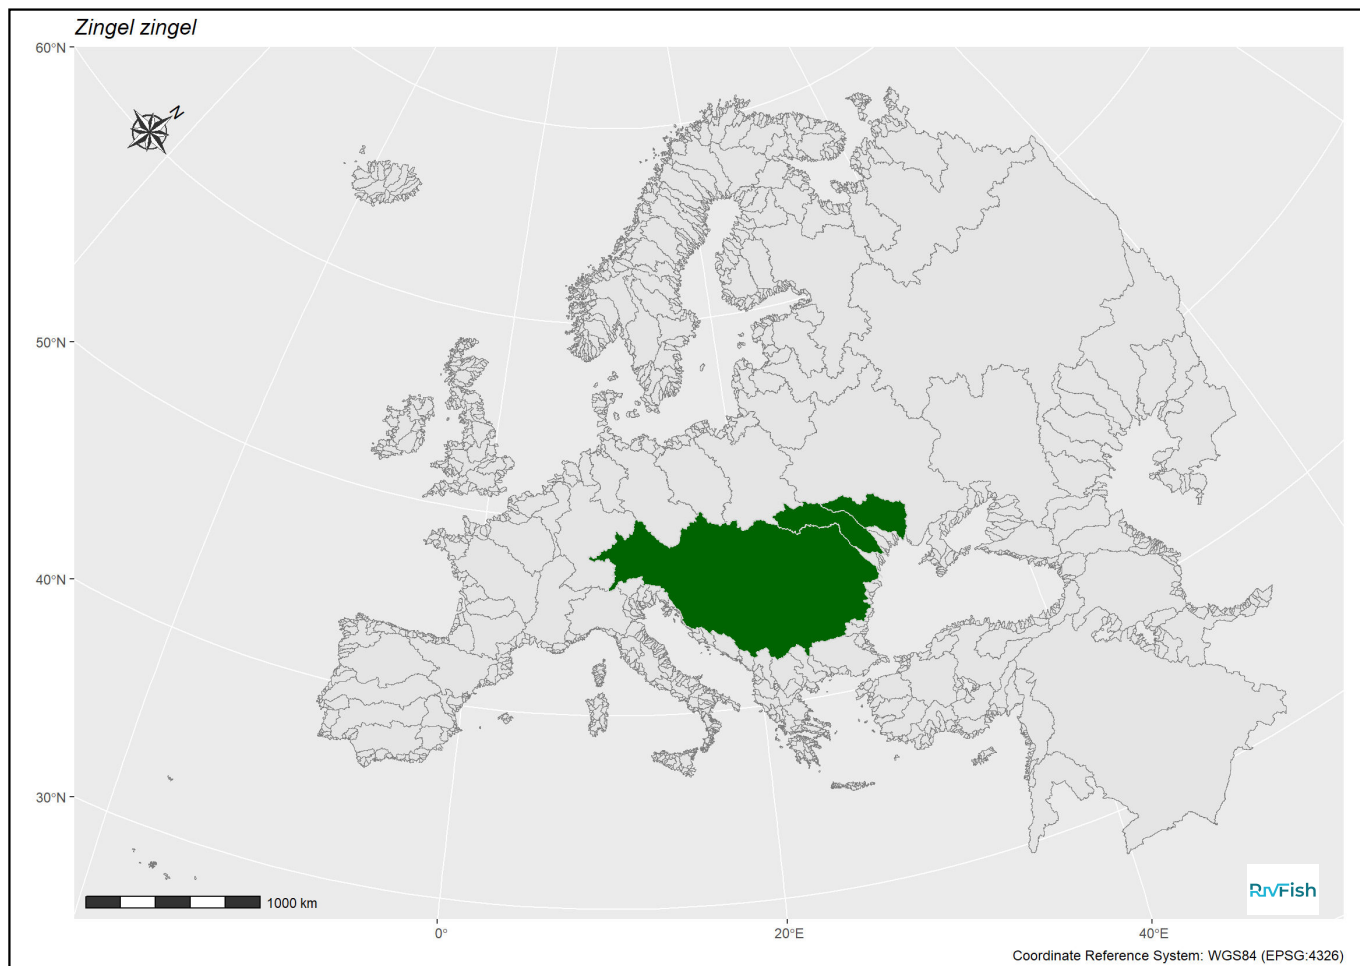 Zingel zingel
60°N
N
50°N
40°N
30°N
1000 km
RivFish
0°
20°E
40°E
Coordinate Reference System: WGS84 (EPSG:4326)